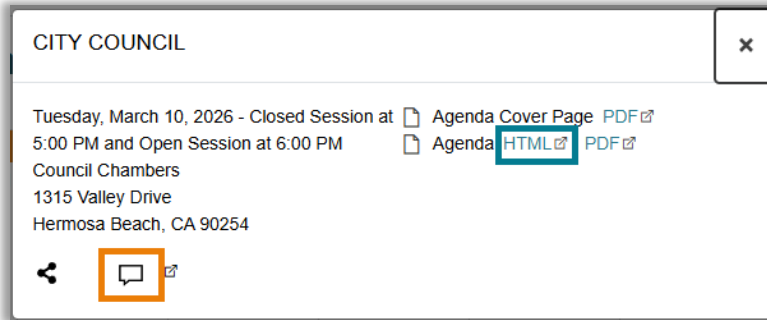 CITY COUNCIL
Tuesday, March 10, 2026 - Closed Session at
5:00 PM and Open Session at 6:00 PM
Council Chambers
1315 Valley Drive
Hermosa Beach, CA 90254
Agenda Cover Page PDF
Agenda HTML PDF